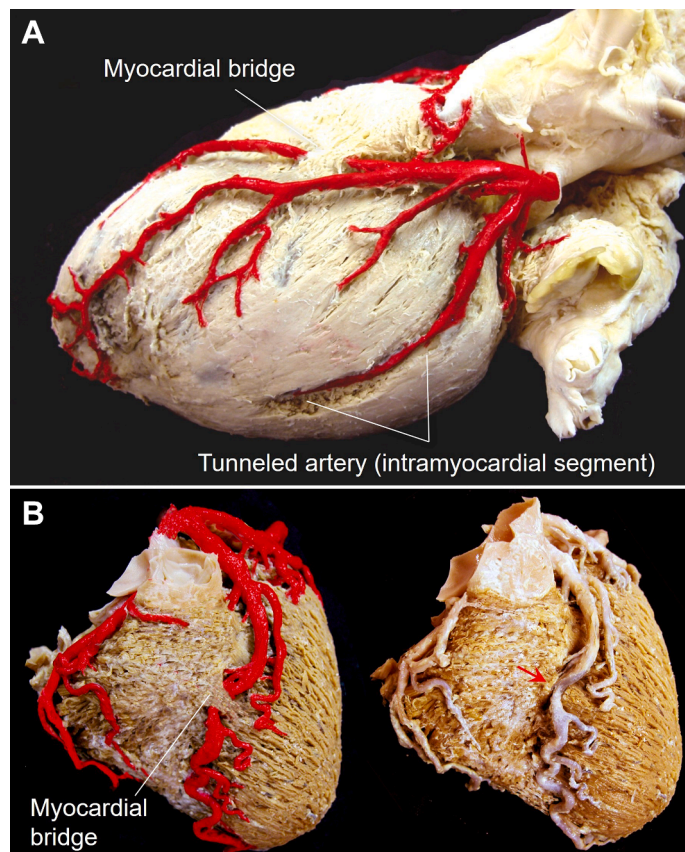 A
Myocardial bridge
Tunneled artery (intramyocardial segment)
B
Myocardial
bridge